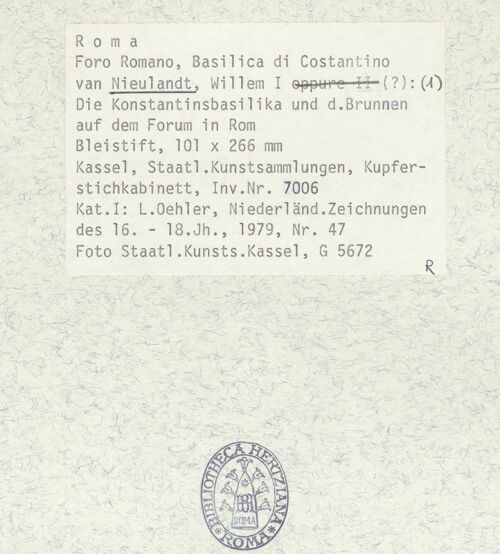 Roma
Foro Romano, Basilica di Costantino
van Nieulandt, Willem I oppure II (?): (1)
Die Konstantinsbasilika und d.Brunnen
auf dem Forum in Rom
Bleistift, 101 x 266 mm
Kassel, Staatl.Kunstsammlungen, Kupfer-
stichkabinett, Inv.Nr. 7006
Kat.I: L.Oehler, Niederländ.Zeichnungen
des 16. - 18.Jh., 1979, Nr. 47
Foto Staatl.Kunsts.Kassel, G 5672
R
BIBLIOTHECA HERTZIANA
ROMA
ROMA